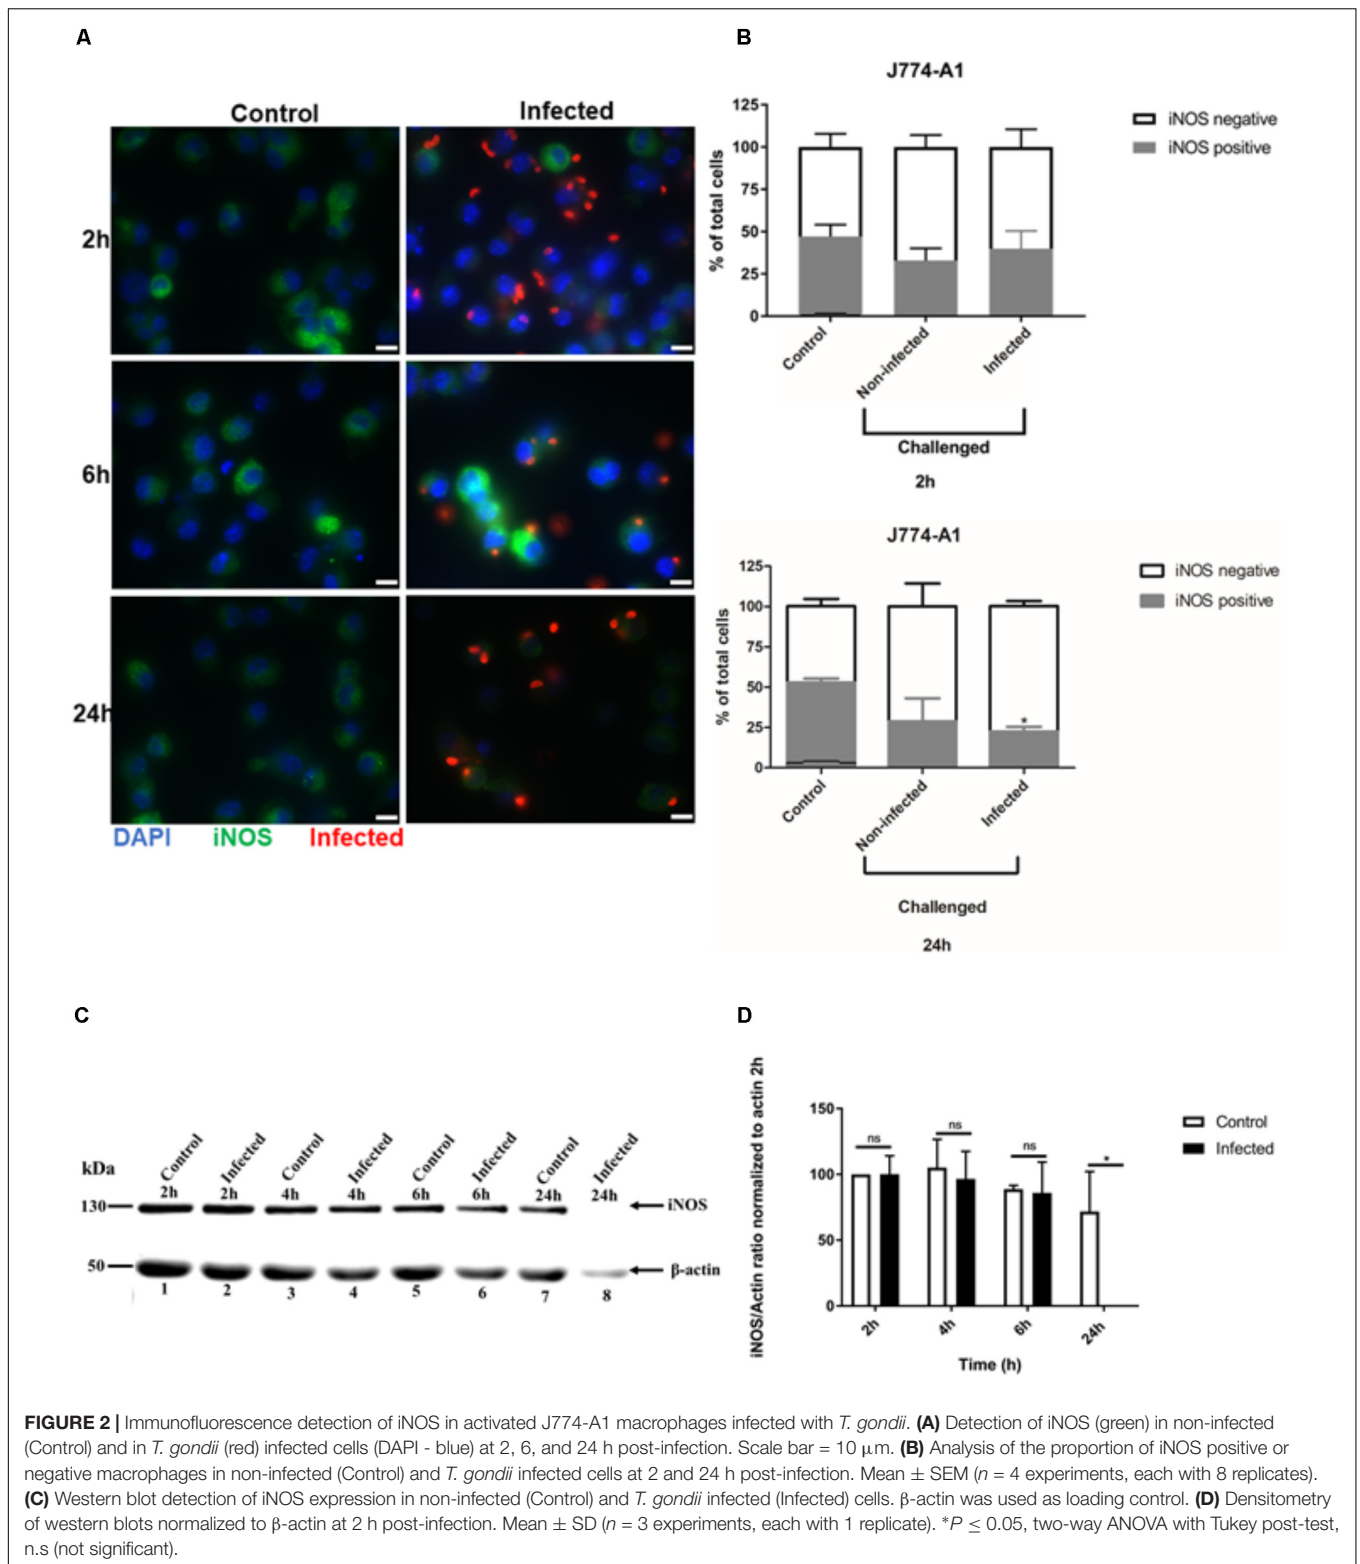 A
Control
Infected
2h
6h
24h
DAPI
iNOS
Infected
B
J774-A1
iNOS negative
iNOS positive
% of total cells
125
100
75
50
25
0
Control
Non-infected
Infected
Challenged
2h
J774-A1
iNOS negative
iNOS positive
% of total cells
125
100
75
50
25
0
*
Control
Non-infected
Infected
Challenged
24h
C
kDa
Control
Infected
Control
Infected
Control
Infected
Control
Infected
2h 2h 4h 4h 6h 6h 24h 24h
130
iNOS
50
β-actin
1 2 3 4 5 6 7 8
D
iNOS/Actin ratio normalized to actin 2h
150
100
50
0
ns
ns
ns
*
Control
Infected
2h
4h
6h
24h
Time (h)
FIGURE 2 | Immunofluorescence detection of iNOS in activated J774-A1 macrophages infected with T. gondii. (A) Detection of iNOS (green) in non-infected
(Control) and in T. gondii (red) infected cells (DAPI - blue) at 2, 6, and 24 h post-infection. Scale bar = 10 μm. (B) Analysis of the proportion of iNOS positive or
negative macrophages in non-infected (Control) and T. gondii infected cells at 2 and 24 h post-infection. Mean ± SEM (n = 4 experiments, each with 8 replicates).
(C) Western blot detection of iNOS expression in non-infected (Control) and T. gondii infected (Infected) cells. β-actin was used as loading control. (D) Densitometry
of western blots normalized to β-actin at 2 h post-infection. Mean ± SD (n = 3 experiments, each with 1 replicate). *P ≤ 0.05, two-way ANOVA with Tukey post-test,
n.s (not significant).